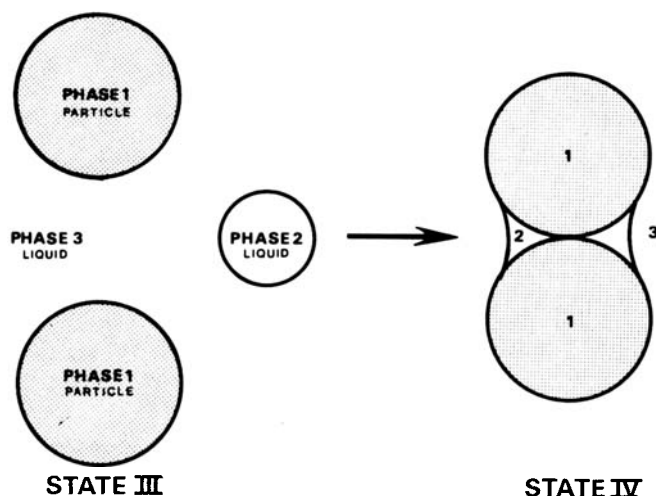 PHASE 1
PARTICLE
PHASE 3
LIQUID
PHASE 2
LIQUID
PHASE 1
PARTICLE
STATE III
1
2
3
1
STATE IV